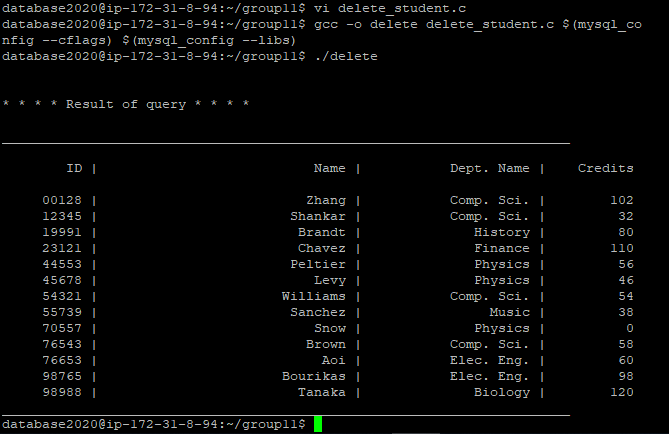 database2020@ip-172-31-8-94:~/group11$ vi delete_student.c
database2020@ip-172-31-8-94:~/group11$ gcc -o delete delete_student.c $(mysql_co
nfig --cflags) $(mysql_config --libs)
database2020@ip-172-31-8-94:~/group11$ ./delete
* * * * Result of query * * * *
ID | Name | Dept. Name | Credits
00128 | Zhang | Comp. Sci. | 102
12345 | Shankar | Comp. Sci. | 32
19991 | Brandt | History | 80
23121 | Chavez | Finance | 110
44553 | Peltier | Physics | 56
45678 | Levy | Physics | 46
54321 | Williams | Comp. Sci. | 54
55739 | Sanchez | Music | 38
70557 | Snow | Physics | 0
76543 | Brown | Comp. Sci. | 58
76653 | Aoi | Elec. Eng. | 60
98765 | Bourikas | Elec. Eng. | 98
98988 | Tanaka | Biology | 120
database2020@ip-172-31-8-94:~/group11$